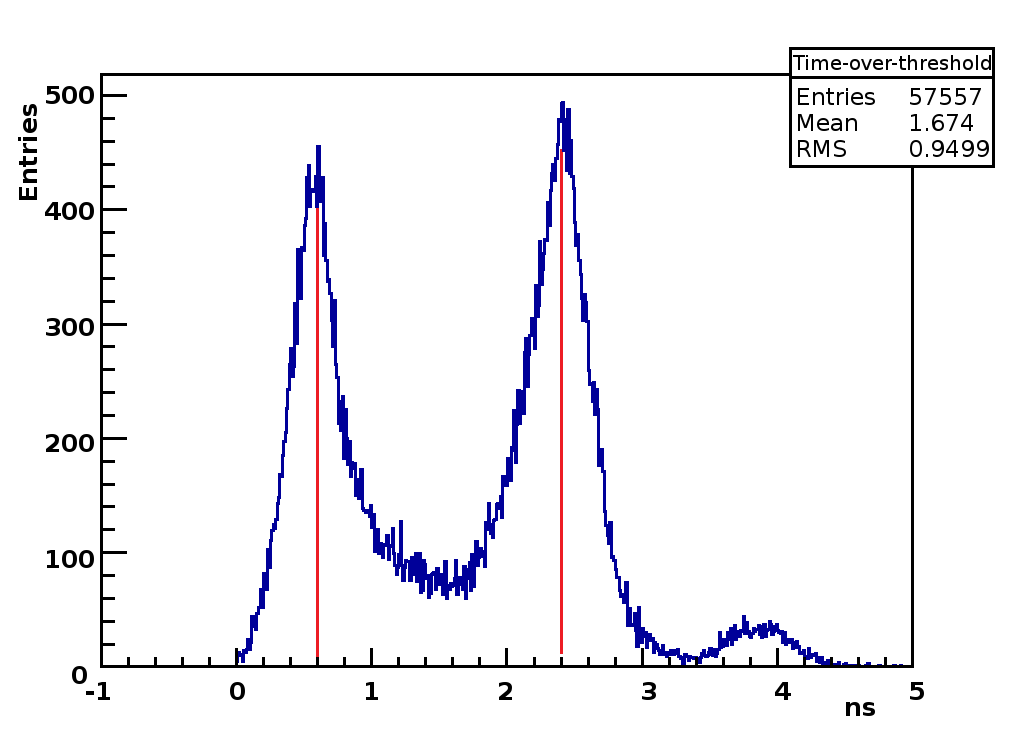 Time-over-threshold
Entries 57557
Mean 1.674
RMS 0.9499
Entries
500
400
300
200
100
0
-1 0 1 2 3 4 5
ns